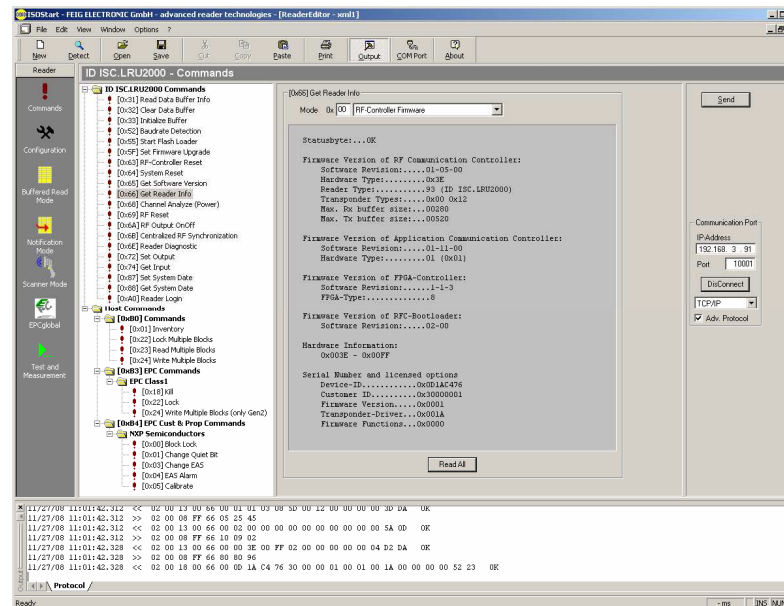 ISOStart - FEIG ELECTRONIC GmbH - advanced reader technologies - [ReaderEditor - xml1]
File Edit View Window Options ?
New Detect Open Save Cut Copy Paste Print Output COM Port About
Reader
ID ISC.LRU2000 - Commands
Commands
Configuration
Buffered Read
Mode
Notification
Mode
Scanner Mode
EPCglobal
Test and
Measurement
ID ISC.LRU2000 Commands
[0x31] Read Data Buffer Info
[0x32] Clear Data Buffer
[0x33] Initialize Buffer
[0x52] Baudrate Detection
[0x55] Start Flash Loader
[0x5F] Set Firmware Upgrade
[0x63] RF-Controller Reset
[0x64] System Reset
[0x65] Get Software Version
[0x66] Get Reader Info
[0x68] Channel Analyze (Power)
[0x69] RF Reset
[0x6A] RF Output OnOff
[0x6B] Centralized RF Synchronization
[0x6E] Reader Diagnostic
[0x72] Set Output
[0x74] Get Input
[0x87] Set System Date
[0x88] Get System Date
[0xA0] Reader Login
Host Commands
[0xB0] Commands
[0x01] Inventory
[0x22] Lock Multiple Blocks
[0x23] Read Multiple Blocks
[0x24] Write Multiple Blocks
[0xB3] EPC Commands
EPC Class1
[0x18] Kill
[0x22] Lock
[0x24] Write Multiple Blocks (only Gen2)
[0xB4] EPC Cust & Prop Commands
NXP Semiconductors
[0x00] Block Lock
[0x01] Change Quiet Bit
[0x03] Change EAS
[0x04] EAS Alarm
[0x05] Calibrate
[0x66] Get Reader Info
Mode 0x 00 RF-Controller Firmware
Statusbyte:...OK
Firmware Version of RF Communication Controller:
Software Revision:.....01-05-00
Hardware Type:.........0x3E
Reader Type:...........93 (ID ISC.LRU2000)
Transponder Types:.....0x00 0x12
Max. Rx buffer size:...00280
Max. Tx buffer size:...00520
Firmware Version of Application Communication Controller:
Software Revision:.....01-11-00
Hardware Type:.........01 (0x01)
Firmware Version of FPGA-Controller:
Software Revision:.....1-1-3
FPGA-Type:.............8
Firmware Version of RFC-Bootloader:
Software Revision:.....02-00
Hardware Information:
0x003E - 0x00FF
Serial Number and licensed options
Device-ID...........0x0D1AC476
Customer ID.........0x30000001
Firmware Version....0x0001
Transponder-Driver...0x001A
Firmware Functions...0x0000
Read All
Send
Communication Port
IP-Address
192.168. 3 . 91
Port 10001
DisConnect
TCP/IP
Adv. Protocol
11/27/08 11:01:42.312 << 02 00 13 00 66 00 01 01 03 08 5D 00 12 00 00 00 00 3D DA OK
11/27/08 11:01:42.312 >> 02 00 08 FF 66 05 25 45
11/27/08 11:01:42.312 << 02 00 13 00 66 00 02 00 00 00 00 00 00 00 00 00 00 5A 0D OK
11/27/08 11:01:42.312 >> 02 00 08 FF 66 10 09 02
11/27/08 11:01:42.328 << 02 00 13 00 66 00 00 3E 00 FF 02 00 00 00 00 00 04 D2 DA OK
11/27/08 11:01:42.328 >> 02 00 08 FF 66 80 80 96
11/27/08 11:01:42.328 << 02 00 18 00 66 00 0D 1A C4 76 30 00 00 01 00 01 00 1A 00 00 00 00 52 23 OK
Output
Protocol
Ready
- ms INS NUM